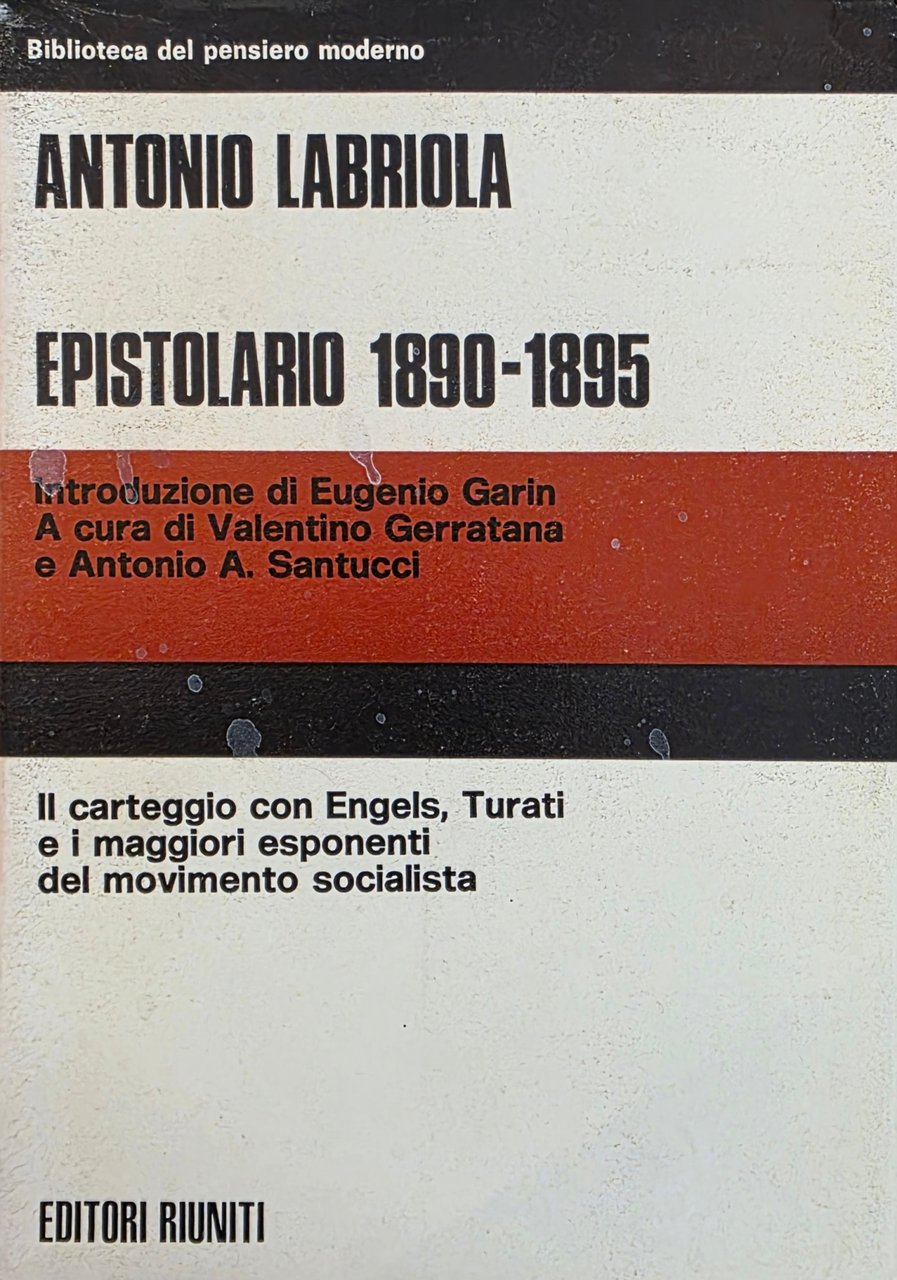 Biblioteca del pensiero moderno
ANTONIO LABRIOLA
EPISTOLARIO 1890-1895
Introduzione di Eugenio Garin
A cura di Valentino Gerratana
e Antonio A. Santucci
Il carteggio con Engels, Turati
e i maggiori esponenti
del movimento socialista
EDITORI RIUNITI